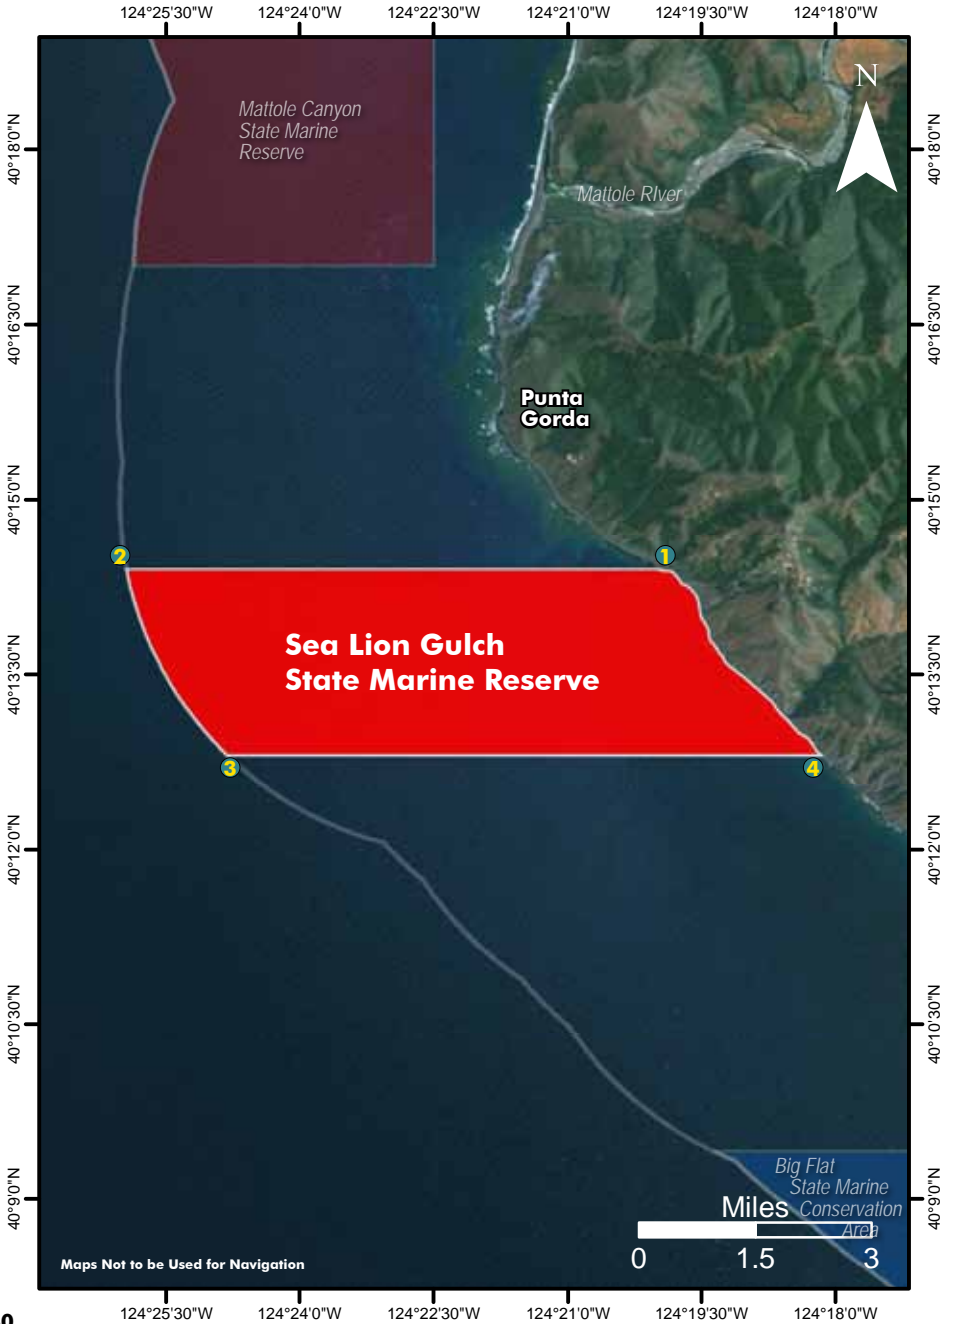 124°25'30"W 124°24'0"W 124°22'30"W 124°21'0"W 124°19'30"W 124°18'0"W
N
Mattole Canyon
State Marine
Reserve
40°18'0"N 40°18'0"N
Mattole RIver
40°16'30"N 40°16'30"N
Punta
Gorda
40°15'0"N 40°15'0"N
2 1
Sea Lion Gulch
State Marine Reserve
40°13'30"N 40°13'30"N
3 4
40°12'0"N 40°12'0"N
40°10'30"N 40°10'30"N
Big Flat
State Marine
Conservation
Area
40°9'0"N 40°9'0"N
Miles
0 1.5 3
Maps Not to be Used for Navigation
124°25'30"W 124°24'0"W 124°22'30"W 124°21'0"W 124°19'30"W 124°18'0"W